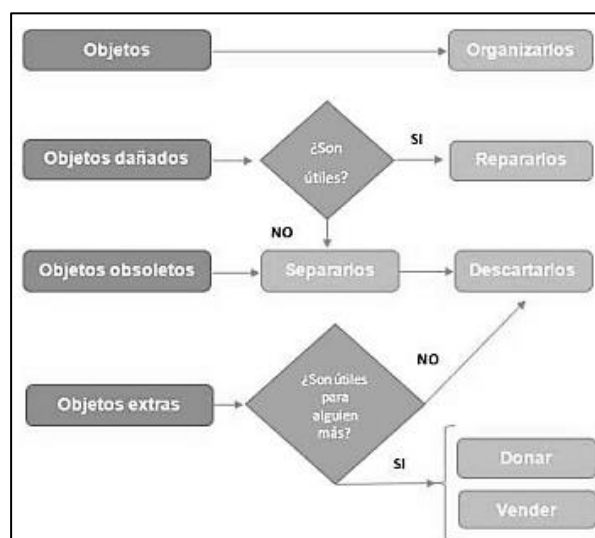 Objetos
Organizarlos
Objetos dañados
¿Son
útiles?
SI
Repararlos
NO
Objetos obsoletos
Separarlos
Descartarlos
Objetos extras
¿Son útiles
para
alguien
más?
NO
SI
Donar
Vender